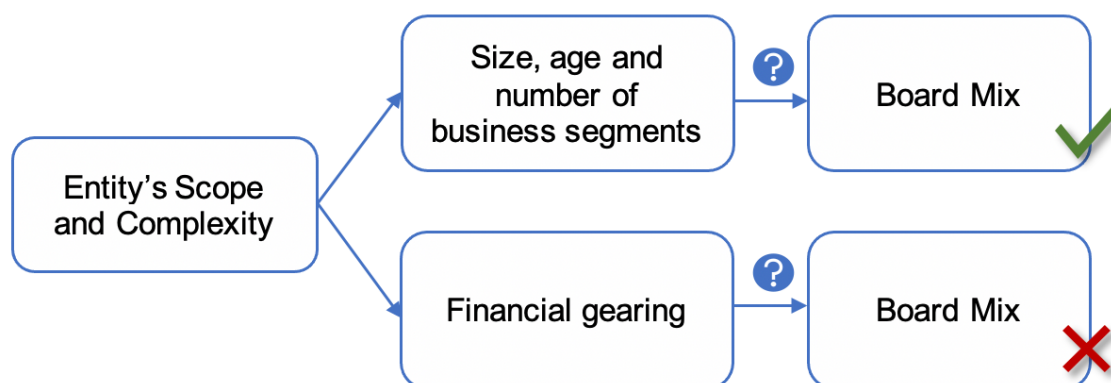 Size, age and
number of
business segments
?
Board Mix
Entity's Scope
and Complexity
Financial gearing
?
Board Mix